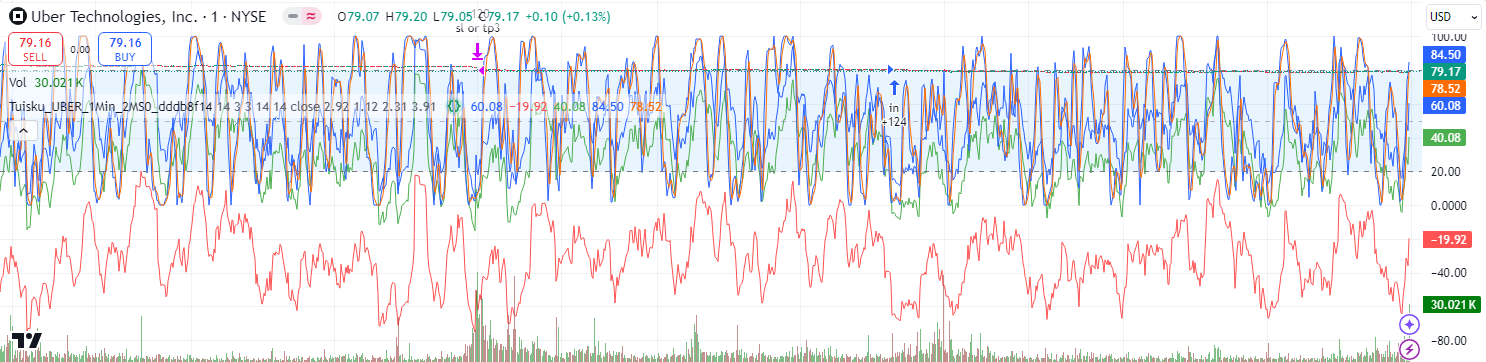 Uber Technologies, Inc. · 1 · NYSE
O79.07 H79.20 L79.05 C79.17 +0.10 (+0.13%)
USD
sl or tp3
79.16
SELL
0.00
79.16
BUY
Vol 30.021 K
Tuisku_UBER_1Min_2MS0_dddb8f14 14 3 3 14 14 close 2.92 1.12 2.31 3.91 60.08 −19.92 40.08 84.50 78.52
in
+124
100.00
84.50
79.17
78.52
60.08
40.08
20.00
0.0000
−19.92
−40.00
30.021 K
−80.00